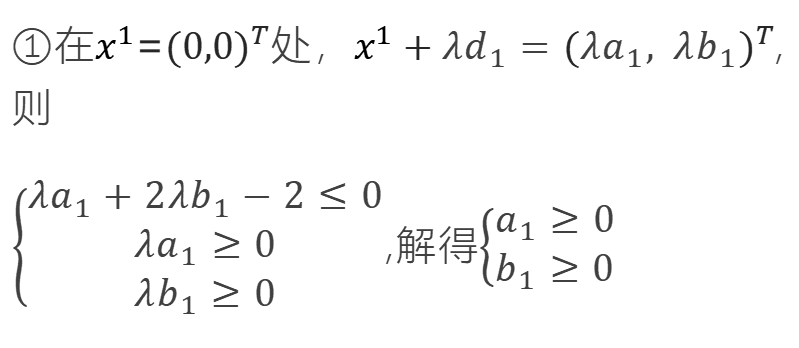 ①在x¹=(0,0)ᵀ处，x¹ + λd₁ = (λa₁, λb₁)ᵀ,
则
{λa₁ + 2λb₁ − 2 ≤ 0
λa₁ ≥ 0
λb₁ ≥ 0
,解得{a₁ ≥ 0
b₁ ≥ 0